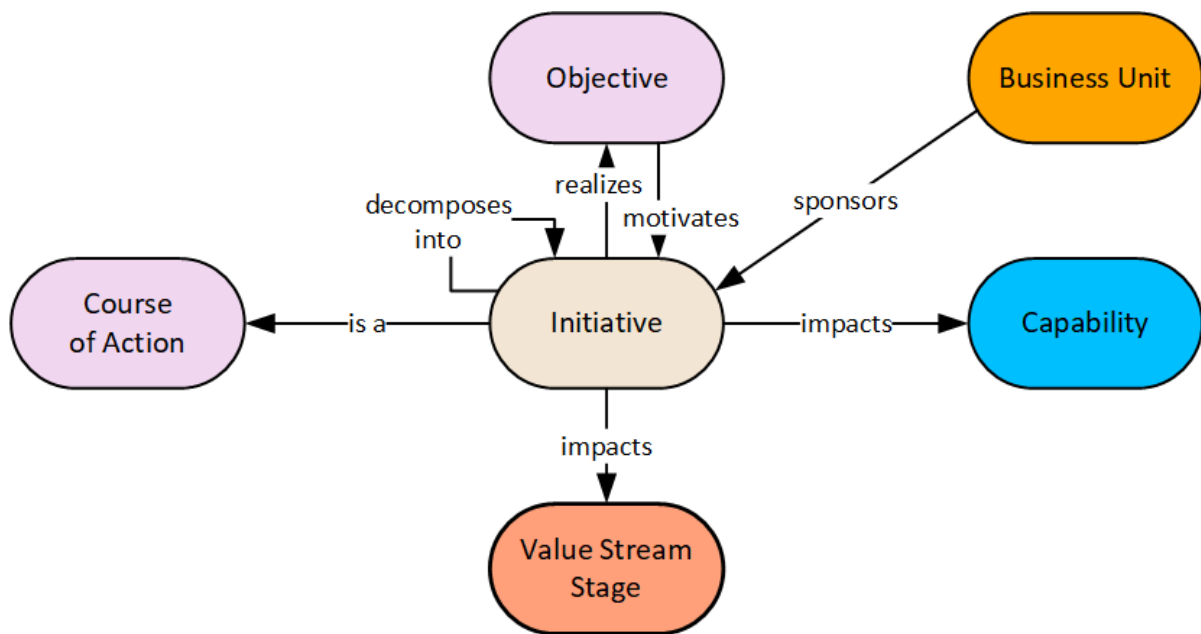 Objective
Business Unit
realizes
decomposes
into
motivates
sponsors
Course
of Action
is a
Initiative
impacts
Capability
impacts
Value Stream
Stage